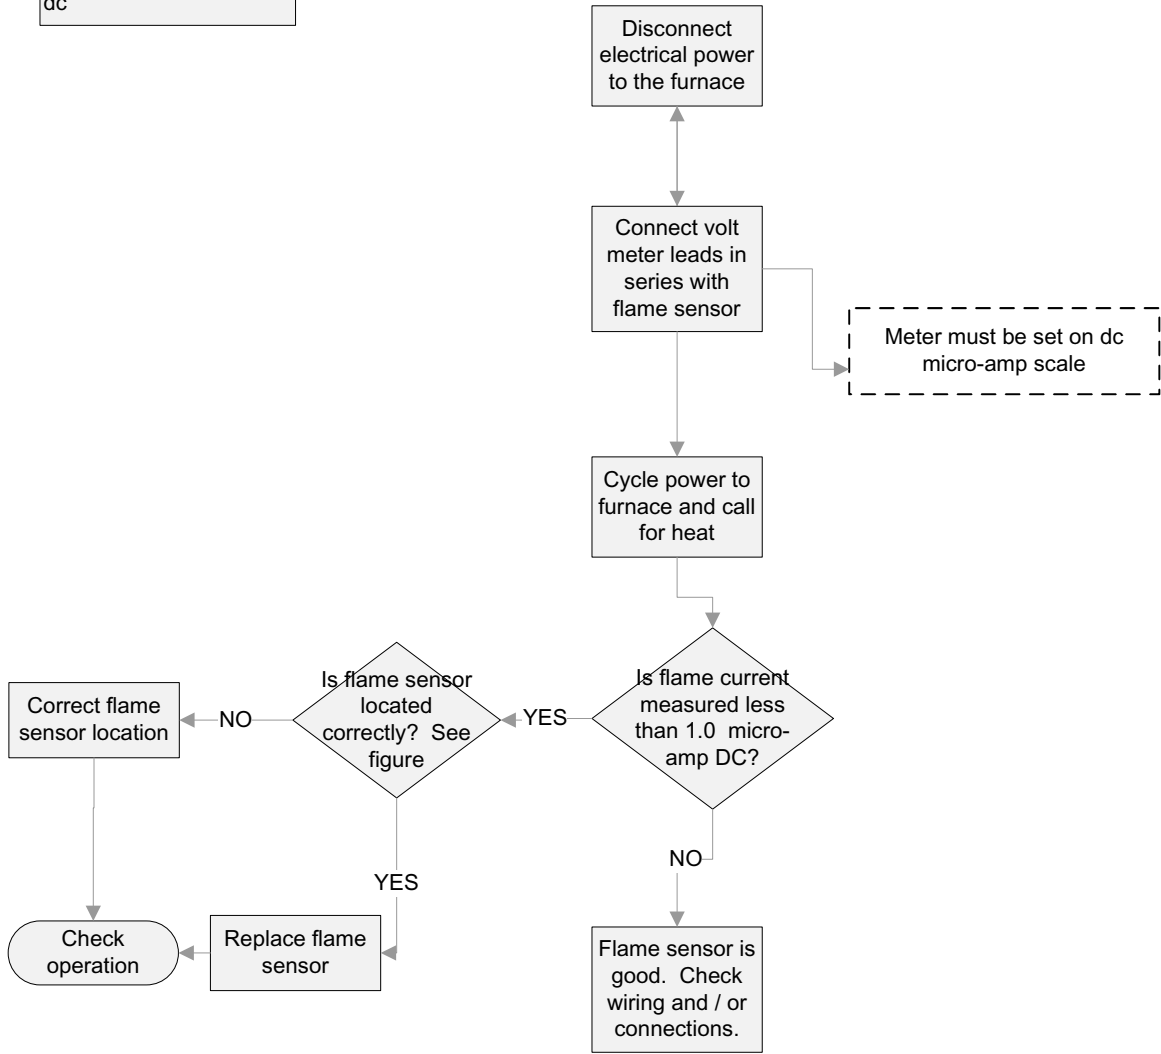 dc
Disconnect
electrical power
to the furnace
Connect volt
meter leads in
series with
flame sensor
Meter must be set on dc
micro-amp scale
Cycle power to
furnace and call
for heat
Is flame current
measured less
than 1.0 micro-
amp DC?
YES
Is flame sensor
located
correctly? See
figure
NO
Correct flame
sensor location
YES
NO
Check
operation
Replace flame
sensor
Flame sensor is
good. Check
wiring and / or
connections.